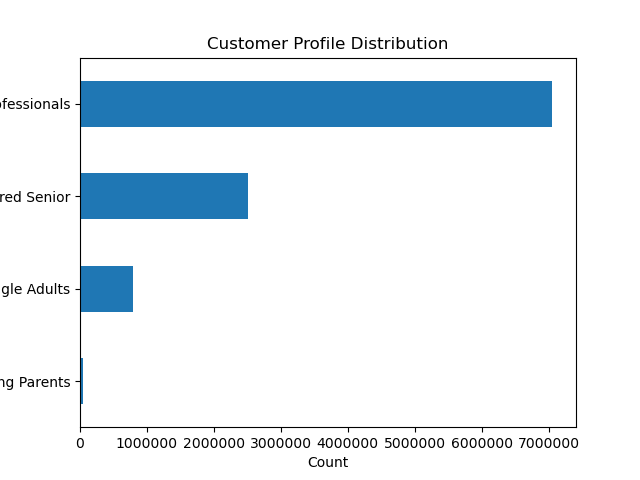 Customer Profile Distribution
ofessionals
red Senior
gle Adults
ng Parents
0 1000000 2000000 3000000 4000000 5000000 6000000 7000000
Count